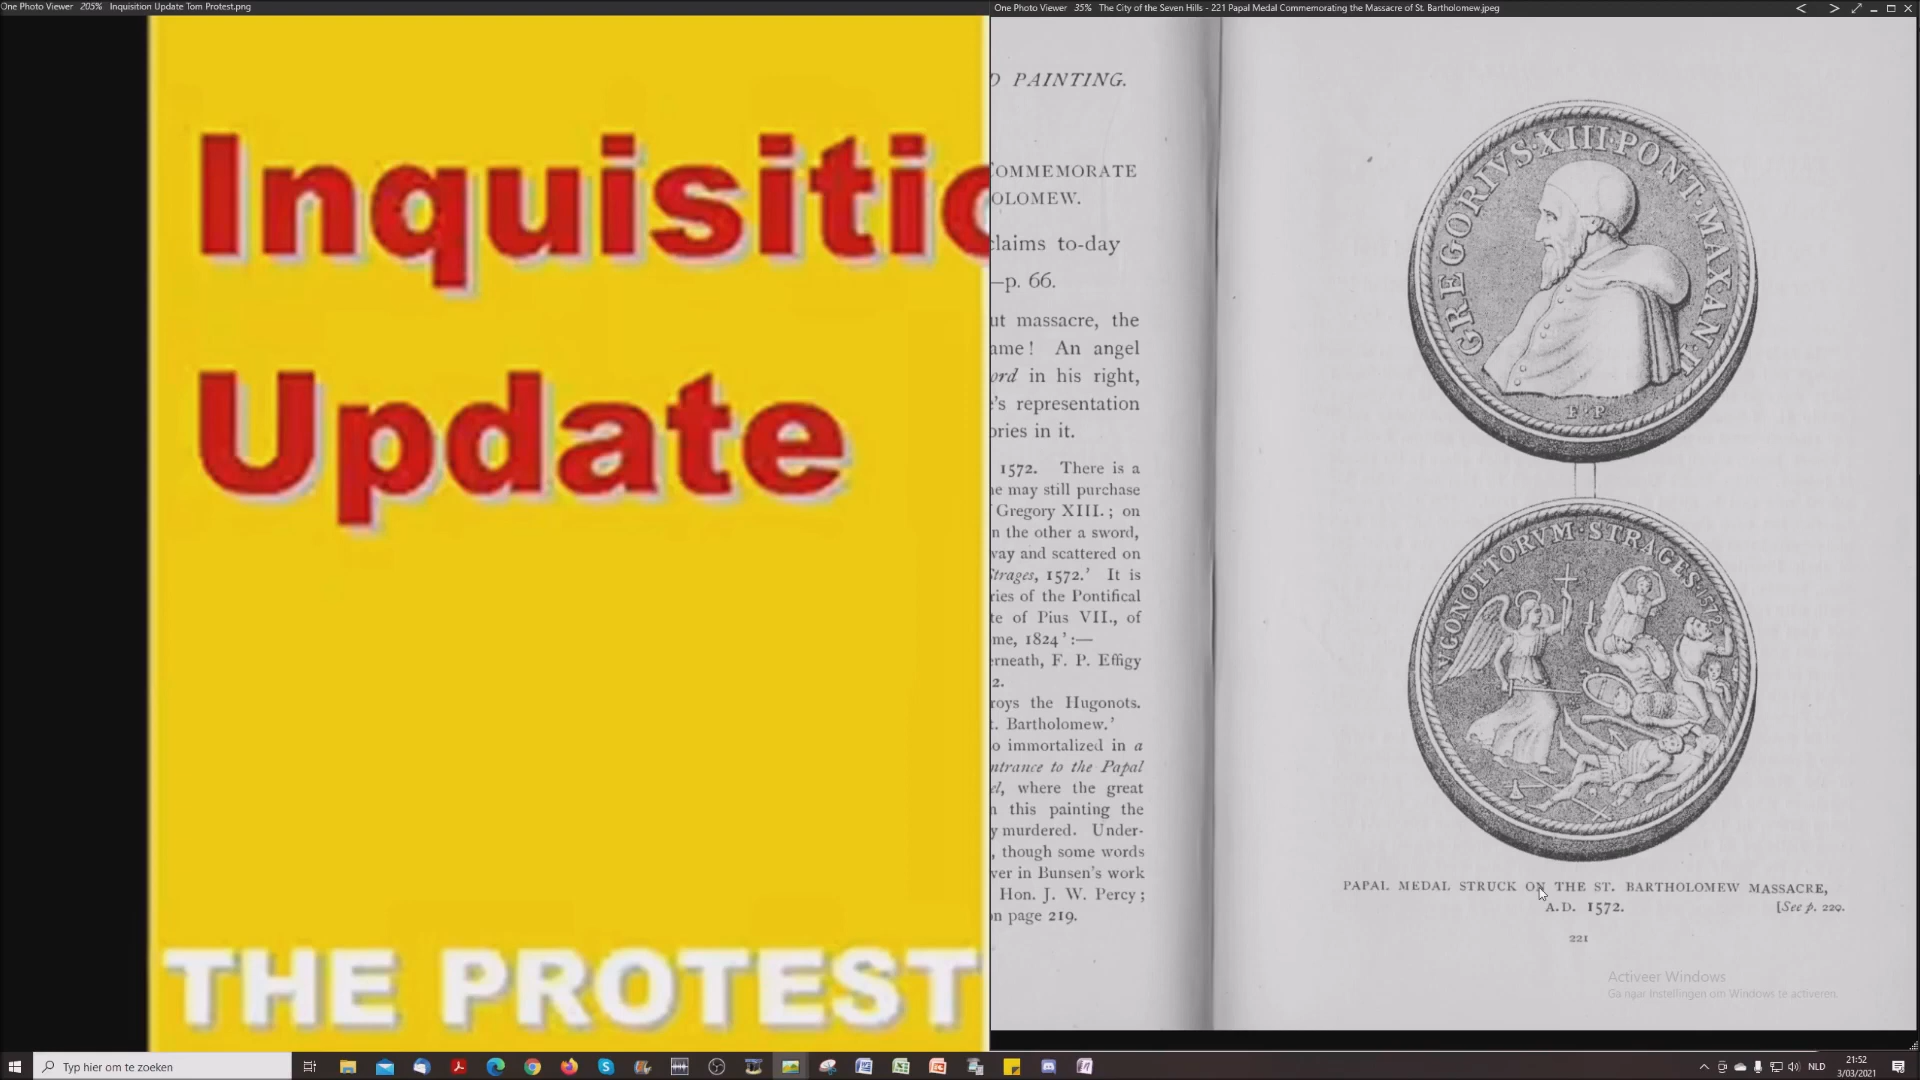 One Photo Viewer 205% Inquisition Update Tom Protest.png
Inquisitio
Update
THE PROTEST
One Photo Viewer 35% The City of the Seven Hills - 221 Papal Medal Commemorating the Massacre of St. Bartholomew.jpeg
D PAINTING.
COMMEMORATE
OLOMEW.
claims to-day
—p. 66.
ut massacre, the
ame! An angel
ord in his right,
e's representation
ories in it.
1572. There is a
he may still purchase
f Gregory XIII.; on
n the other a sword,
way and scattered on
Strages, 1572.' It is
ries of the Pontifical
te of Pius VII., of
me, 1824':—
erneath, F. P. Effigy
2.
roys the Hugonots.
t. Bartholomew.'
o immortalized in a
ntrance to the Papal
el, where the great
n this painting the
y murdered. Under-
, though some words
ver in Bunsen's work
Hon. J. W. Percy;
on page 219.
GREGORIVS·XIII·PONT·MAX·AN·I
F·P
VGONOTTORVM·STRAGES·1572
PAPAL MEDAL STRUCK ON THE ST. BARTHOLOMEW MASSACRE,
A.D. 1572.
[See p. 220.
221
Activeer Windows
Ga naar Instellingen om Windows te activeren.
Typ hier om te zoeken
NLD
21:52
3/03/2021